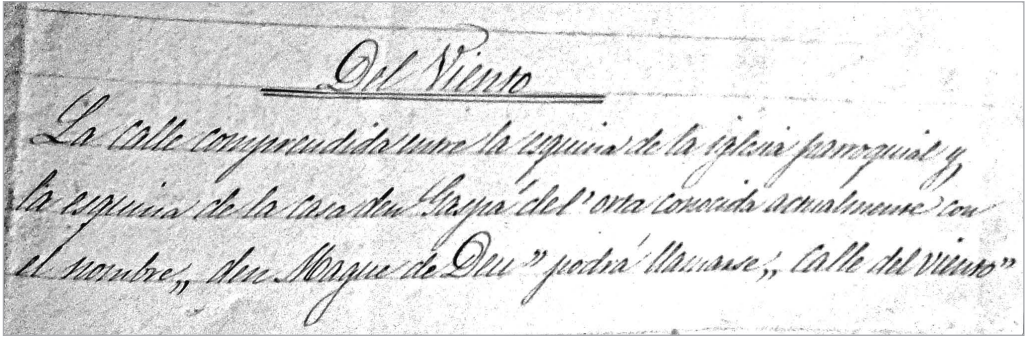 Del Viento
La calle comprendida entre la esquina de la iglesia parroquial y
la esquina de la casa den Gaspá del' orta conocida actualmente con
el nombre „ den Mague de Deu" podrá llamarse „ Calle del viento"